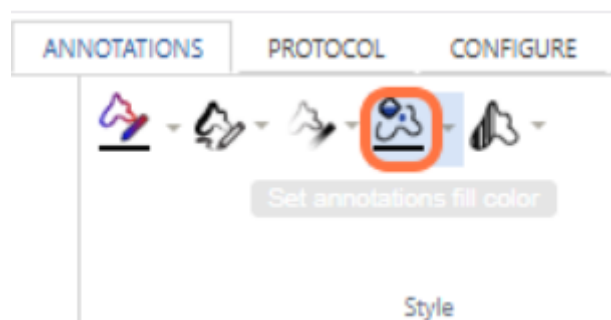 ANNOTATIONS PROTOCOL CONFIGURE
Set annotations fill color
Style